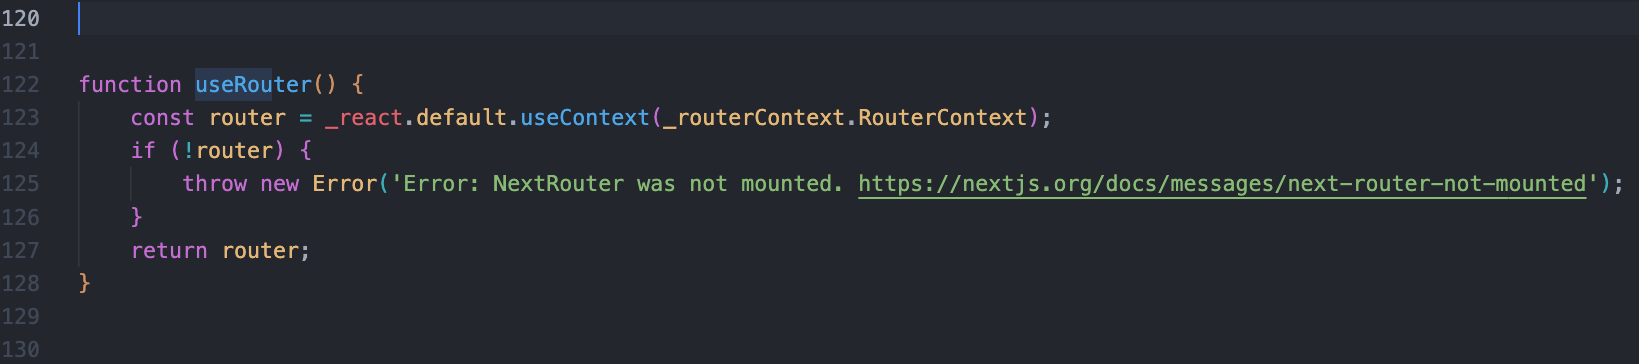 120
121
122 function useRouter() {
123 const router = _react.default.useContext(_routerContext.RouterContext);
124 if (!router) {
125 throw new Error('Error: NextRouter was not mounted. https://nextjs.org/docs/messages/next-router-not-mounted');
126 }
127 return router;
128 }
129
130